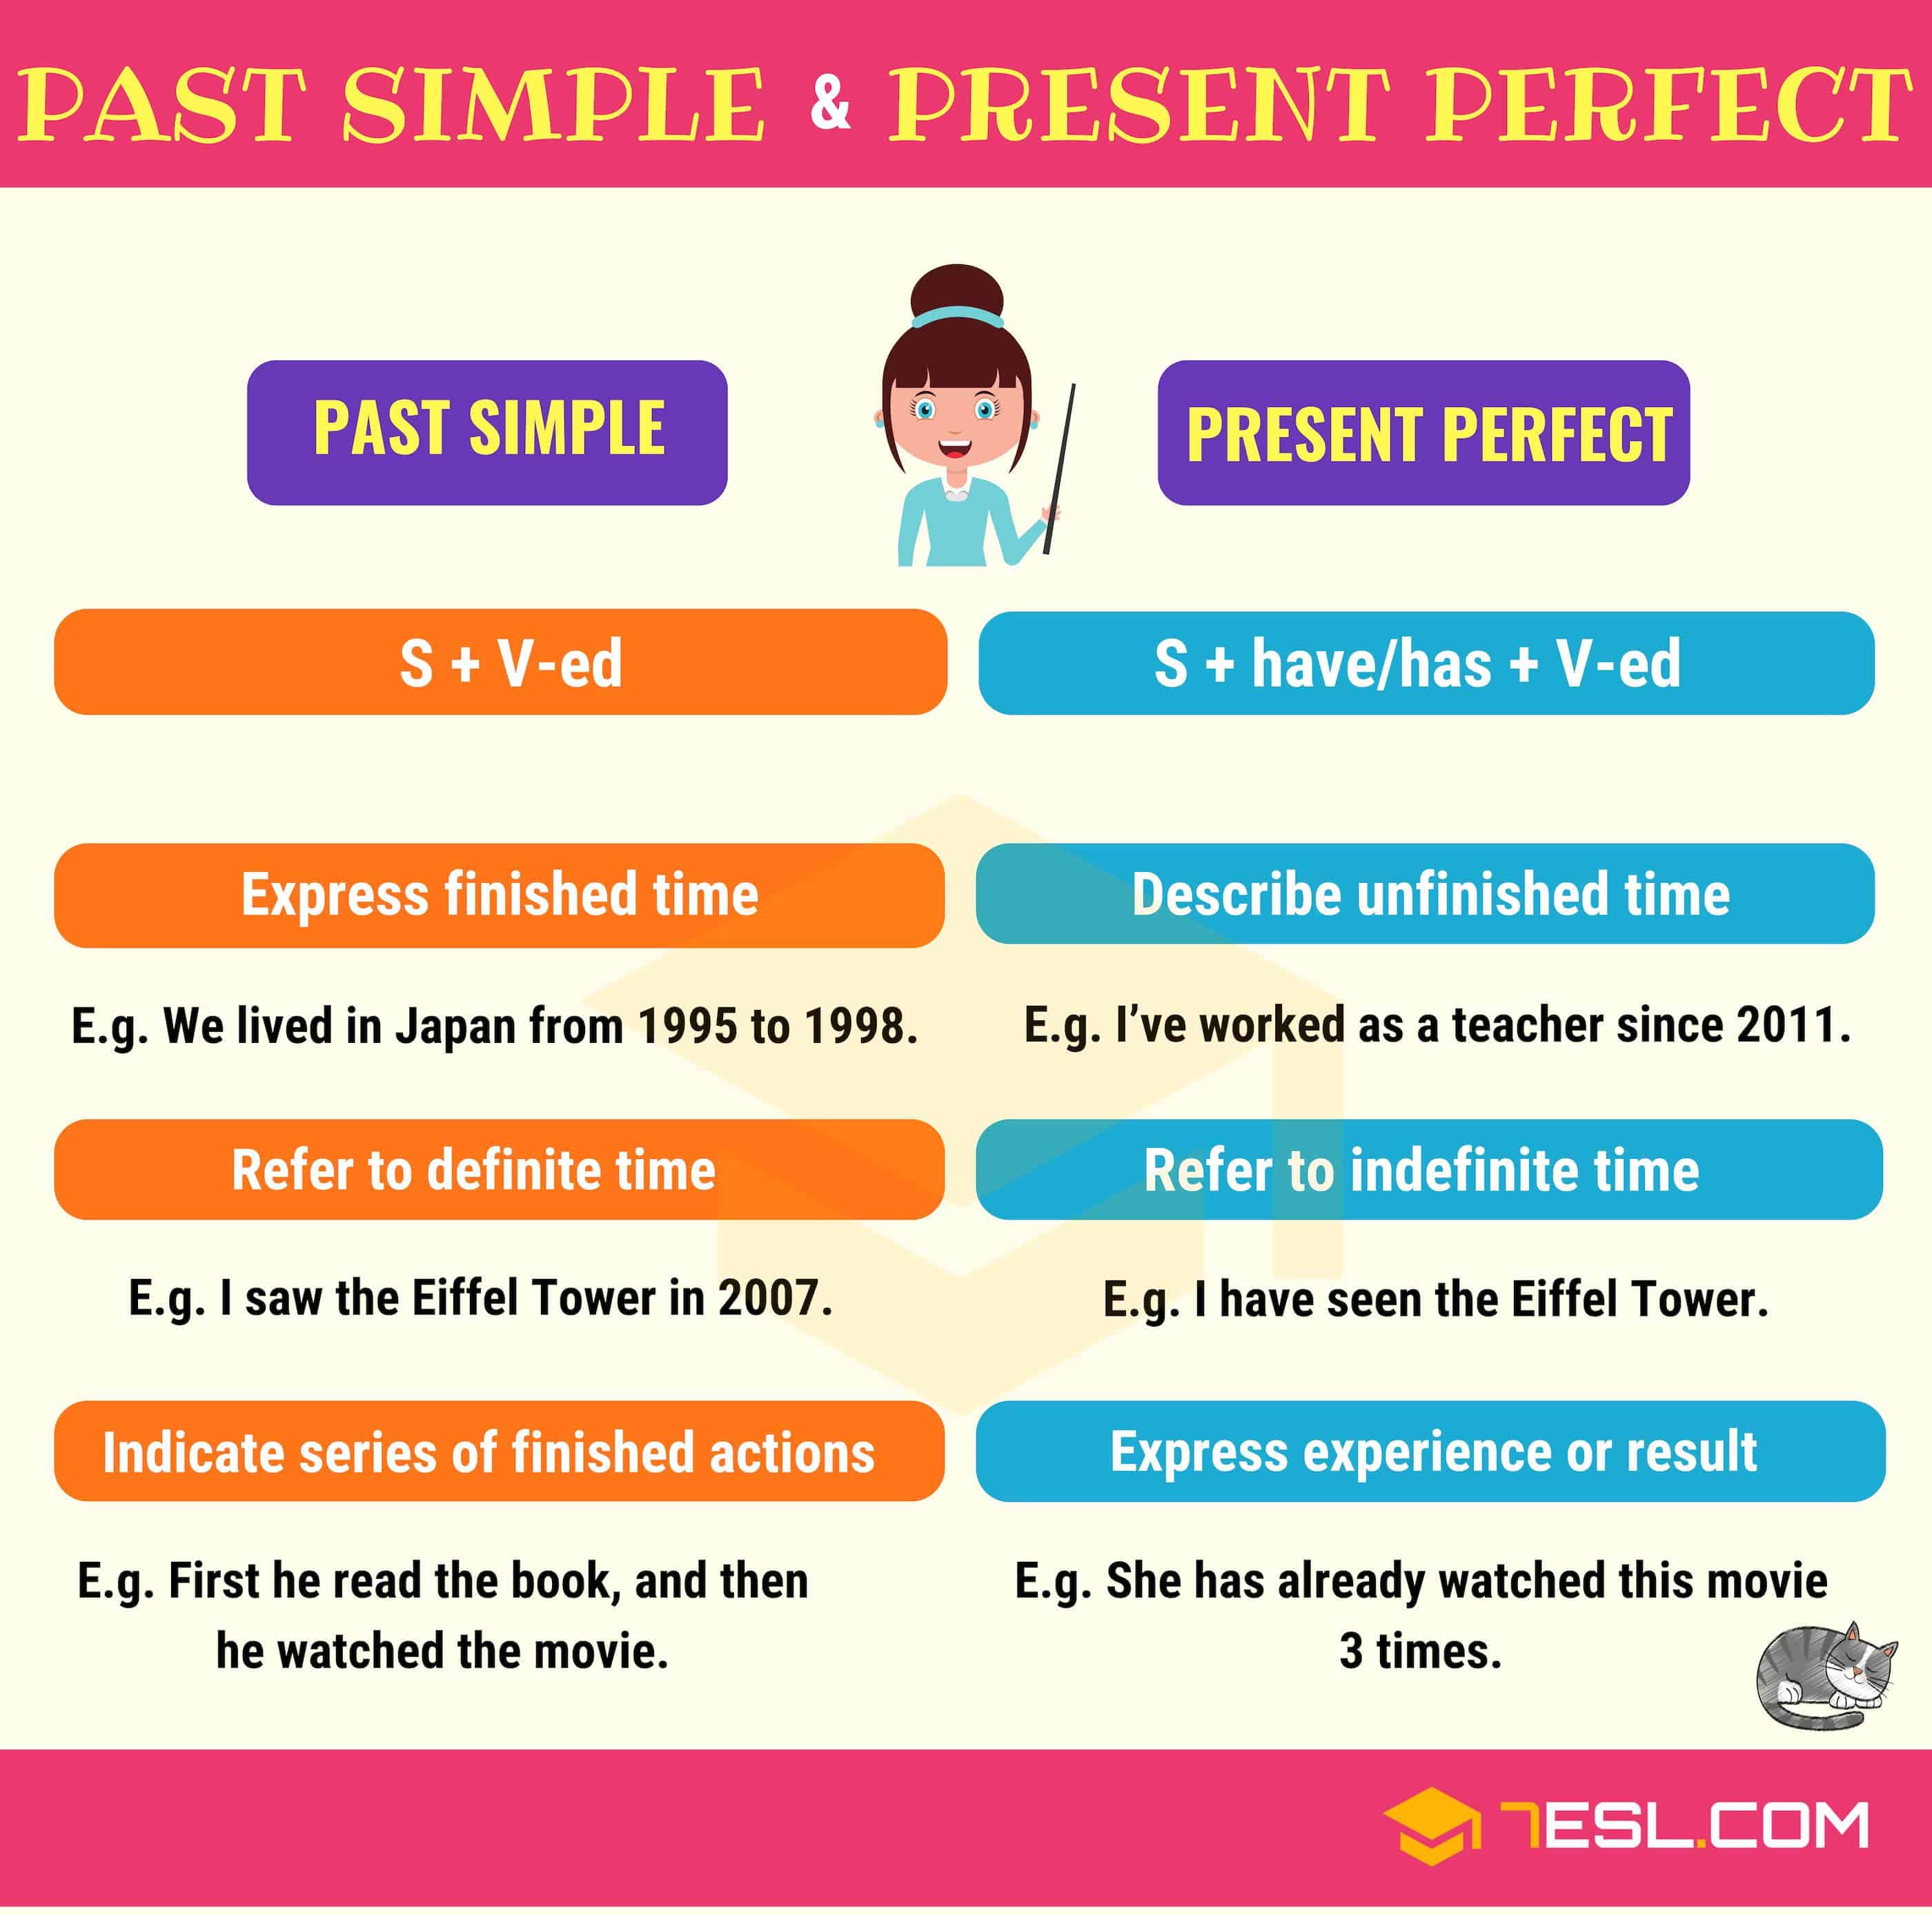 PAST SIMPLE & PRESENT PERFECT
PAST SIMPLE
PRESENT PERFECT
S + V-ed
S + have/has + V-ed
Express finished time
Describe unfinished time
E.g. We lived in Japan from 1995 to 1998.
E.g. I’ve worked as a teacher since 2011.
Refer to definite time
Refer to indefinite time
E.g. I saw the Eiffel Tower in 2007.
E.g. I have seen the Eiffel Tower.
Indicate series of finished actions
Express experience or result
E.g. First he read the book, and then
he watched the movie.
E.g. She has already watched this movie
3 times.
7ESL.COM